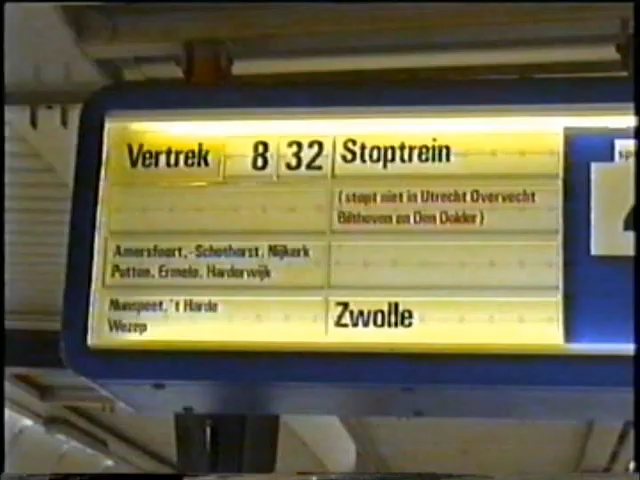 Vertrek 8 32 Stoptrein
(stopt niet in Utrecht Overvecht
Bilthoven en Den Dolder)
Amersfoort,-Schothorst, Nijkerk
Putten, Ermelo, Harderwijk
Nunspeet, 't Harde
Wezep
Zwolle